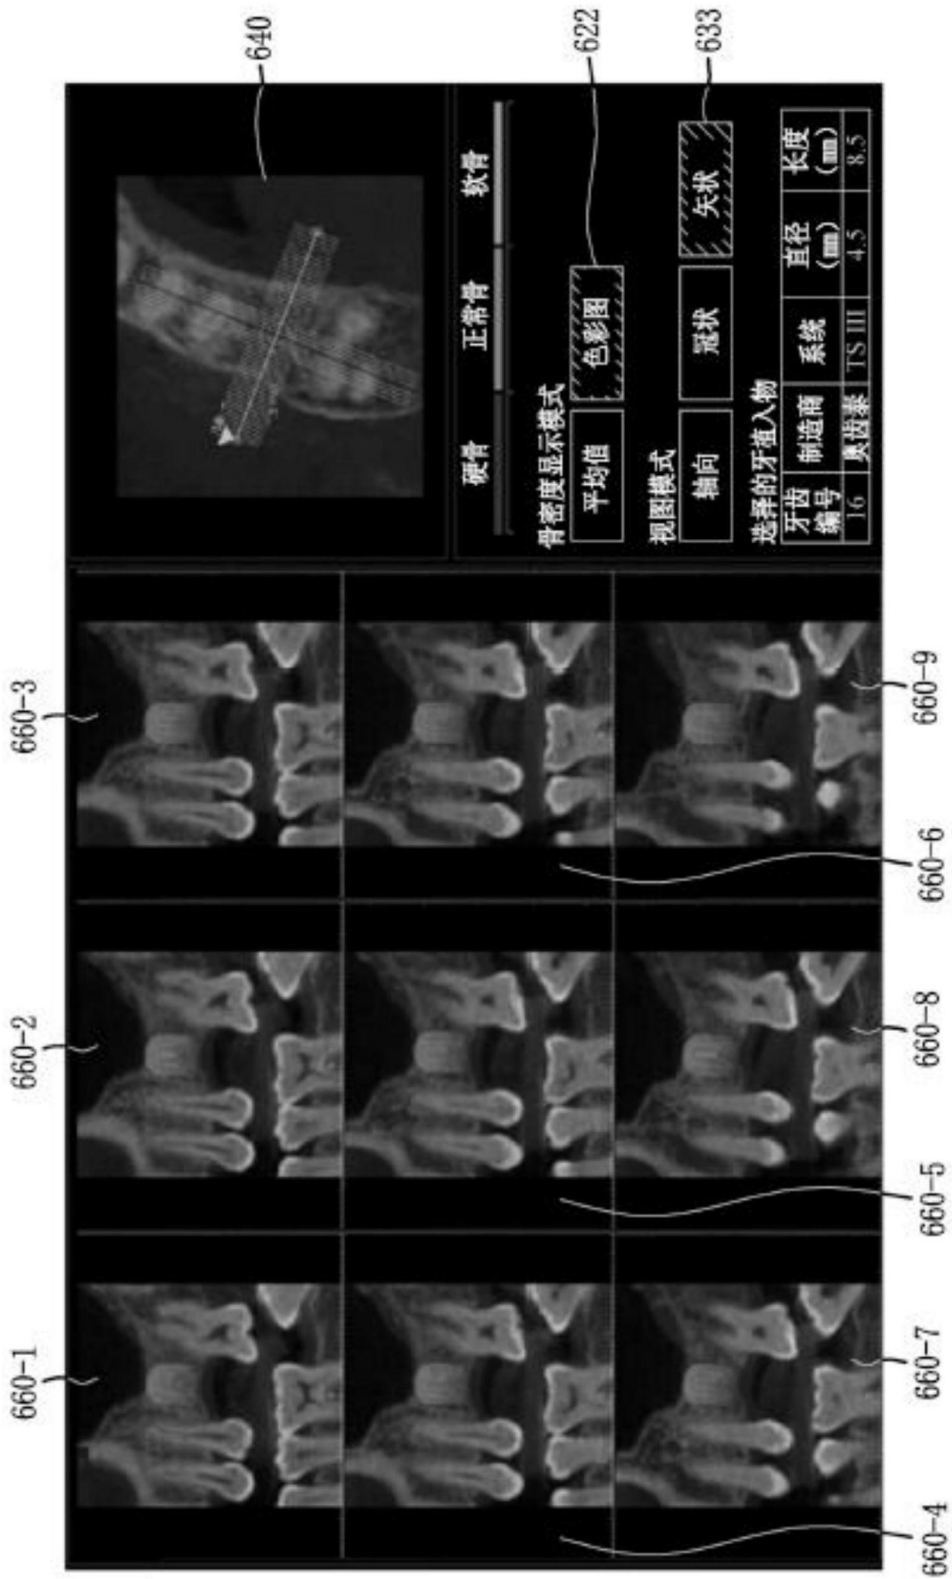 660-1
660-2
660-3
640
硬骨 正常骨 软骨
骨密度显示模式
平均值 色彩图
622
视图模式
轴向 冠状 矢状
633
选择的牙植入物
牙齿编号 制造商 系统 直径(mm) 长度(mm)
16 奥齿泰 TS III 4.5 8.5
660-4
660-7
660-5
660-8
660-6
660-9